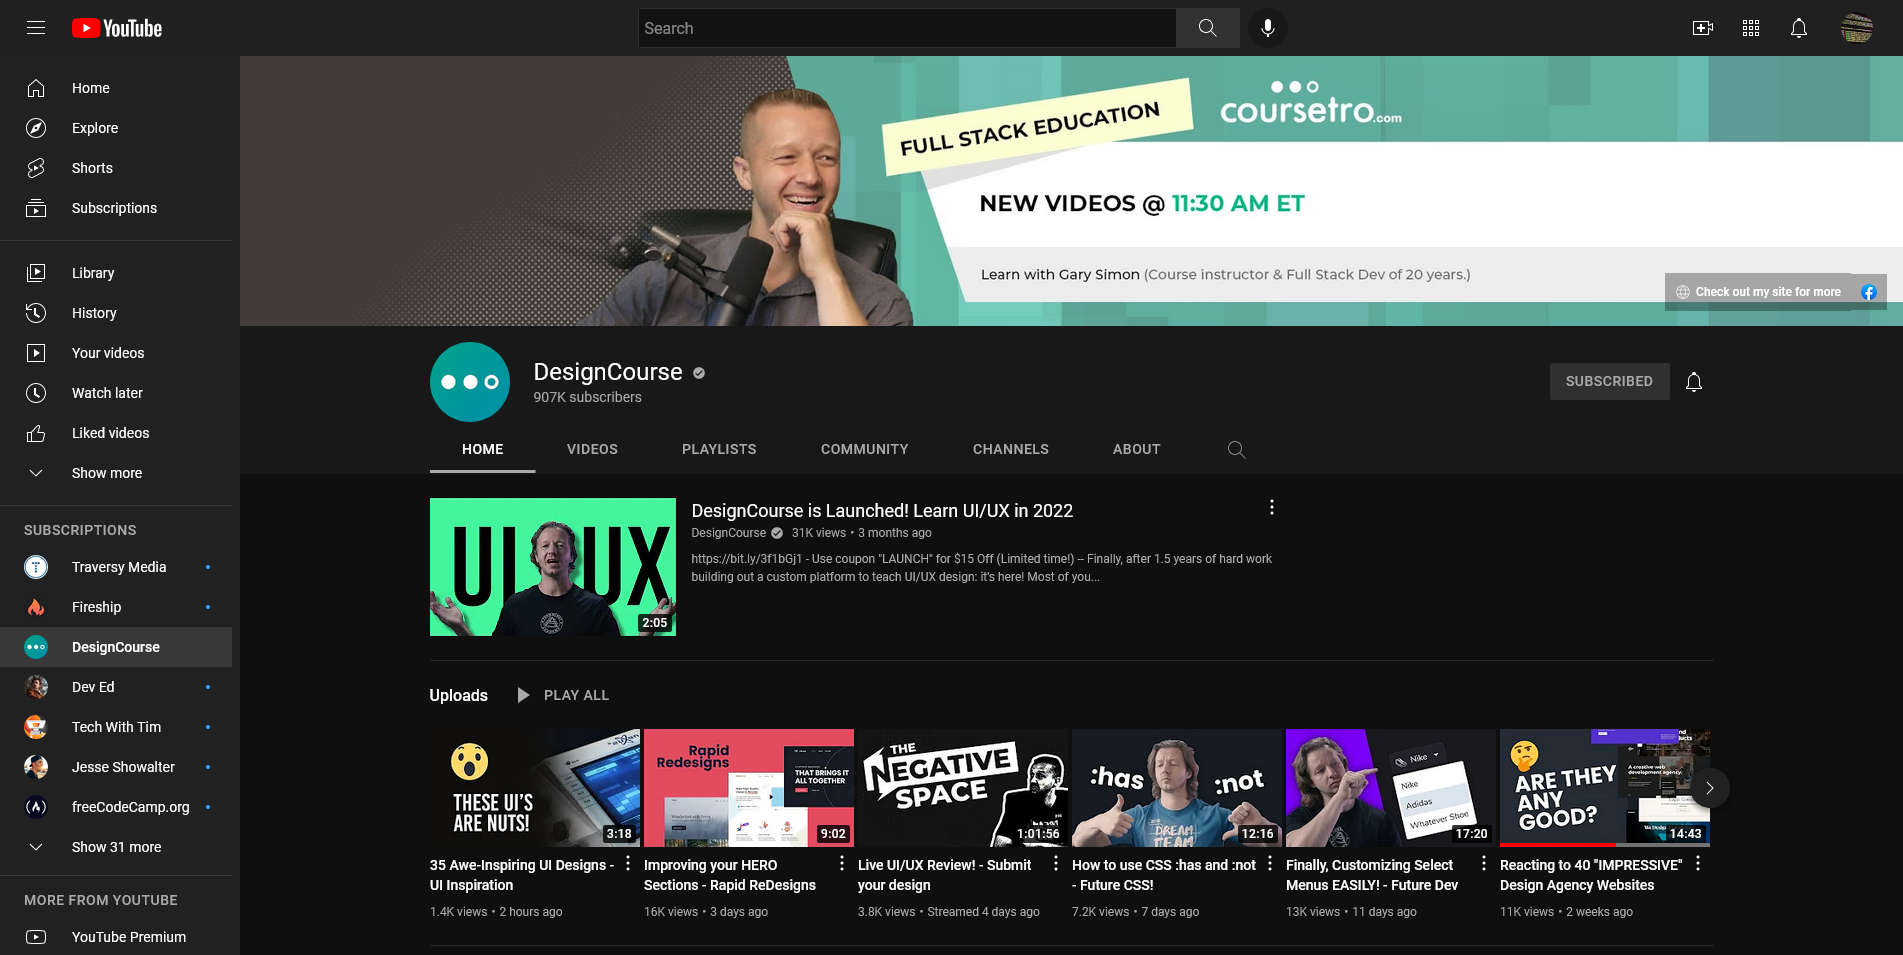 YouTube
Search
Home
Explore
Shorts
Subscriptions
Library
History
Your videos
Watch later
Liked videos
Show more
SUBSCRIPTIONS
Traversy Media
Fireship
DesignCourse
Dev Ed
Tech With Tim
Jesse Showalter
freeCodeCamp.org
Show 31 more
MORE FROM YOUTUBE
YouTube Premium
FULL STACK EDUCATION
coursetro.com
NEW VIDEOS @ 11:30 AM ET
Learn with Gary Simon (Course instructor & Full Stack Dev of 20 years.)
Check out my site for more
DesignCourse
907K subscribers
SUBSCRIBED
HOME
VIDEOS
PLAYLISTS
COMMUNITY
CHANNELS
ABOUT
UI UX
2:05
DesignCourse is Launched! Learn UI/UX in 2022
DesignCourse 31K views • 3 months ago
https://bit.ly/3f1bGj1 - Use coupon "LAUNCH" for $15 Off (Limited time!) -- Finally, after 1.5 years of hard work
building out a custom platform to teach UI/UX design: it's here! Most of you...
Uploads
PLAY ALL
THESE UI'S
ARE NUTS!
3:18
35 Awe-Inspiring UI Designs -
UI Inspiration
1.4K views • 2 hours ago
Rapid
Redesigns
THAT BRINGS IT
ALL TOGETHER
9:02
Improving your HERO
Sections - Rapid ReDesigns
16K views • 3 days ago
THE
NEGATIVE
SPACE
1:01:56
Live UI/UX Review! - Submit
your design
3.8K views • Streamed 4 days ago
:has
:not
DREAM
TEAM
12:16
How to use CSS :has and :not
- Future CSS!
7.2K views • 7 days ago
Nike
Nike
Adidas
Whatever Shoe
17:20
Finally, Customizing Select
Menus EASILY! - Future Dev
13K views • 11 days ago
ARE THEY
ANY
GOOD?
A creative web
development agency.
14:43
Reacting to 40 "IMPRESSIVE"
Design Agency Websites
11K views • 2 weeks ago